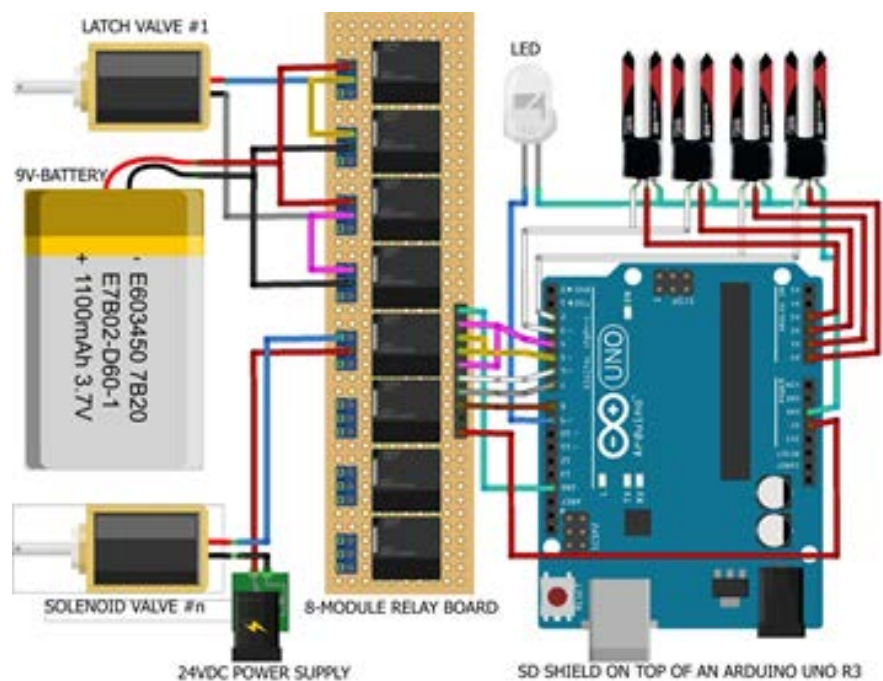 LATCH VALVE #1
LED
9V-BATTERY
- E603450 7B20
E7B02-D60-1
+ 1100mAh 3.7V
UNO
Arduino
SOLENOID VALVE #n
8-MODULE RELAY BOARD
24VDC POWER SUPPLY
SD SHIELD ON TOP OF AN ARDUINO UNO R3